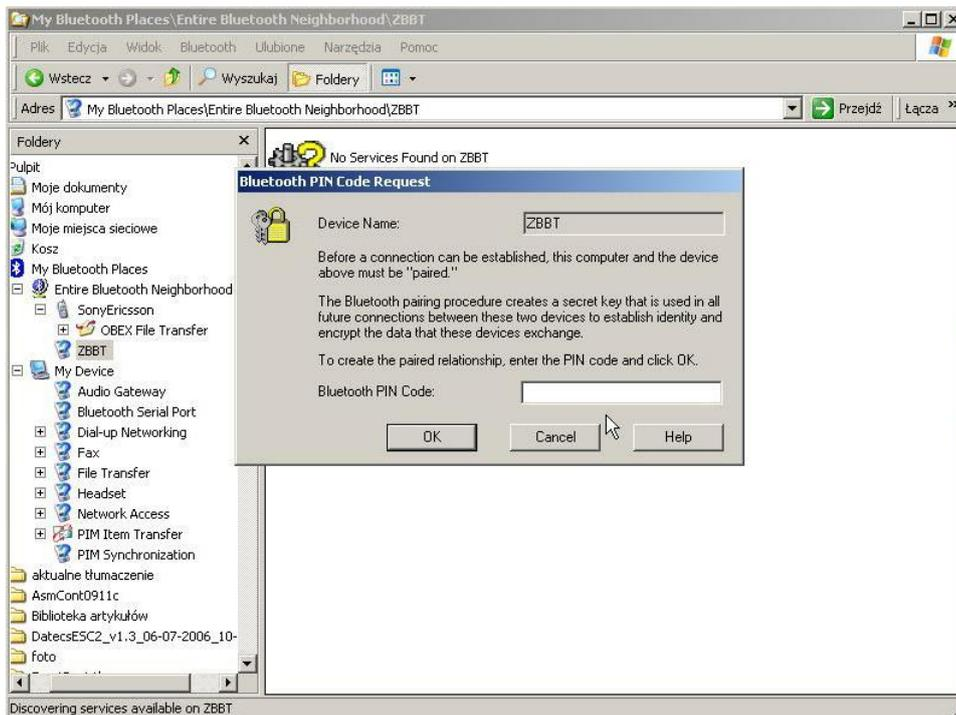 My Bluetooth Places\Entire Bluetooth Neighborhood\ZBBT
Plik Edycja Widok Bluetooth Ulubione Narzędzia Pomoc
Wstecz Wyszukaj Foldery
Adres My Bluetooth Places\Entire Bluetooth Neighborhood\ZBBT Przejdź Łącza »
Foldery
Pulpit
Moje dokumenty
Mój komputer
Moje miejsca sieciowe
Kosz
My Bluetooth Places
Entire Bluetooth Neighborhood
SonyEricsson
OBEX File Transfer
ZBBT
My Device
Audio Gateway
Bluetooth Serial Port
Dial-up Networking
Fax
File Transfer
Headset
Network Access
PIM Item Transfer
PIM Synchronization
aktualne tłumaczenie
AsmCont0911c
Biblioteka artykułów
DatecsESC2_v1.3_06-07-2006_10-
foto
No Services Found on ZBBT
Bluetooth PIN Code Request
Device Name: ZBBT
Before a connection can be established, this computer and the device
above must be "paired."
The Bluetooth pairing procedure creates a secret key that is used in all
future connections between these two devices to establish identity and
encrypt the data that these devices exchange.
To create the paired relationship, enter the PIN code and click OK.
Bluetooth PIN Code:
OK Cancel Help
Discovering services available on ZBBT